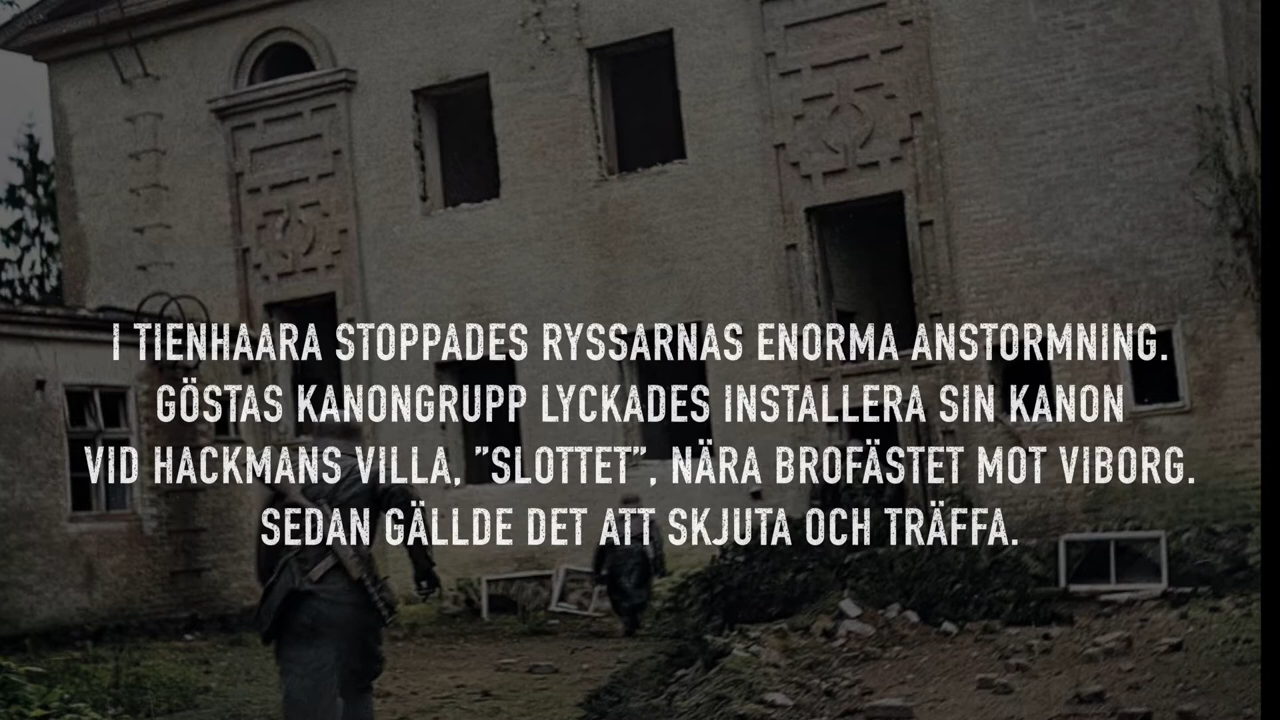 I TIENHAARA STOPPADES RYSSARNAS ENORMA ANSTORMNING.
GÖSTAS KANONGRUPP LYCKADES INSTALLERA SIN KANON
VID HACKMANS VILLA, ”SLOTTET”, NÄRA BROFÄSTET MOT VIBORG.
SEDAN GÄLLDE DET ATT SKJUTA OCH TRÄFFA.